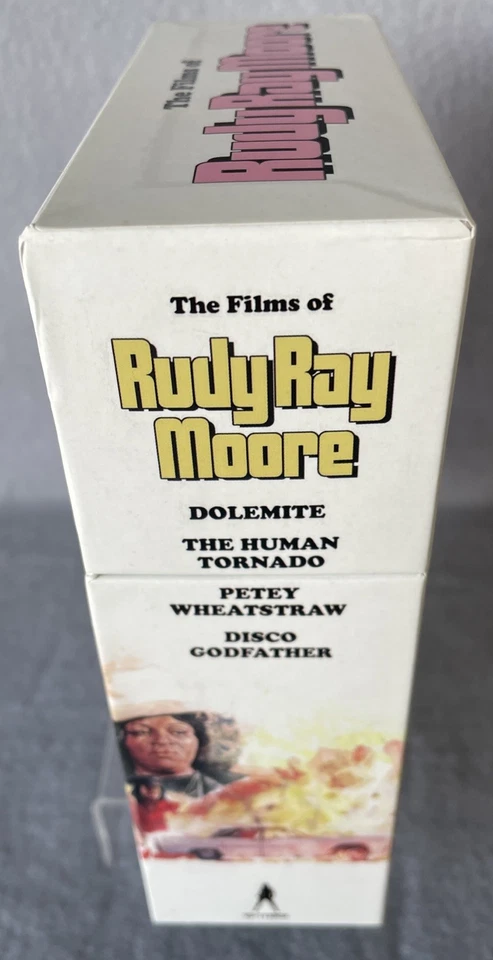 The Films of
Rudy Ray Moore
The Films of
Rudy Ray
Moore
DOLEMITE
THE HUMAN
TORNADO
PETEY
WHEATSTRAW
DISCO
GODFATHER